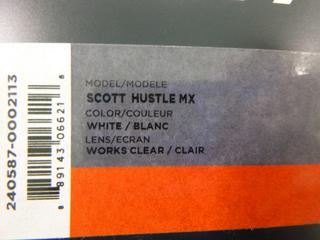 MODEL/MODELE
SCOTT HUSTLE MX
COLOR/COULEUR
WHITE / BLANC
LENS/ECRAN
WORKS CLEAR / CLAIR
240587-0002113
8 89143 06621 6